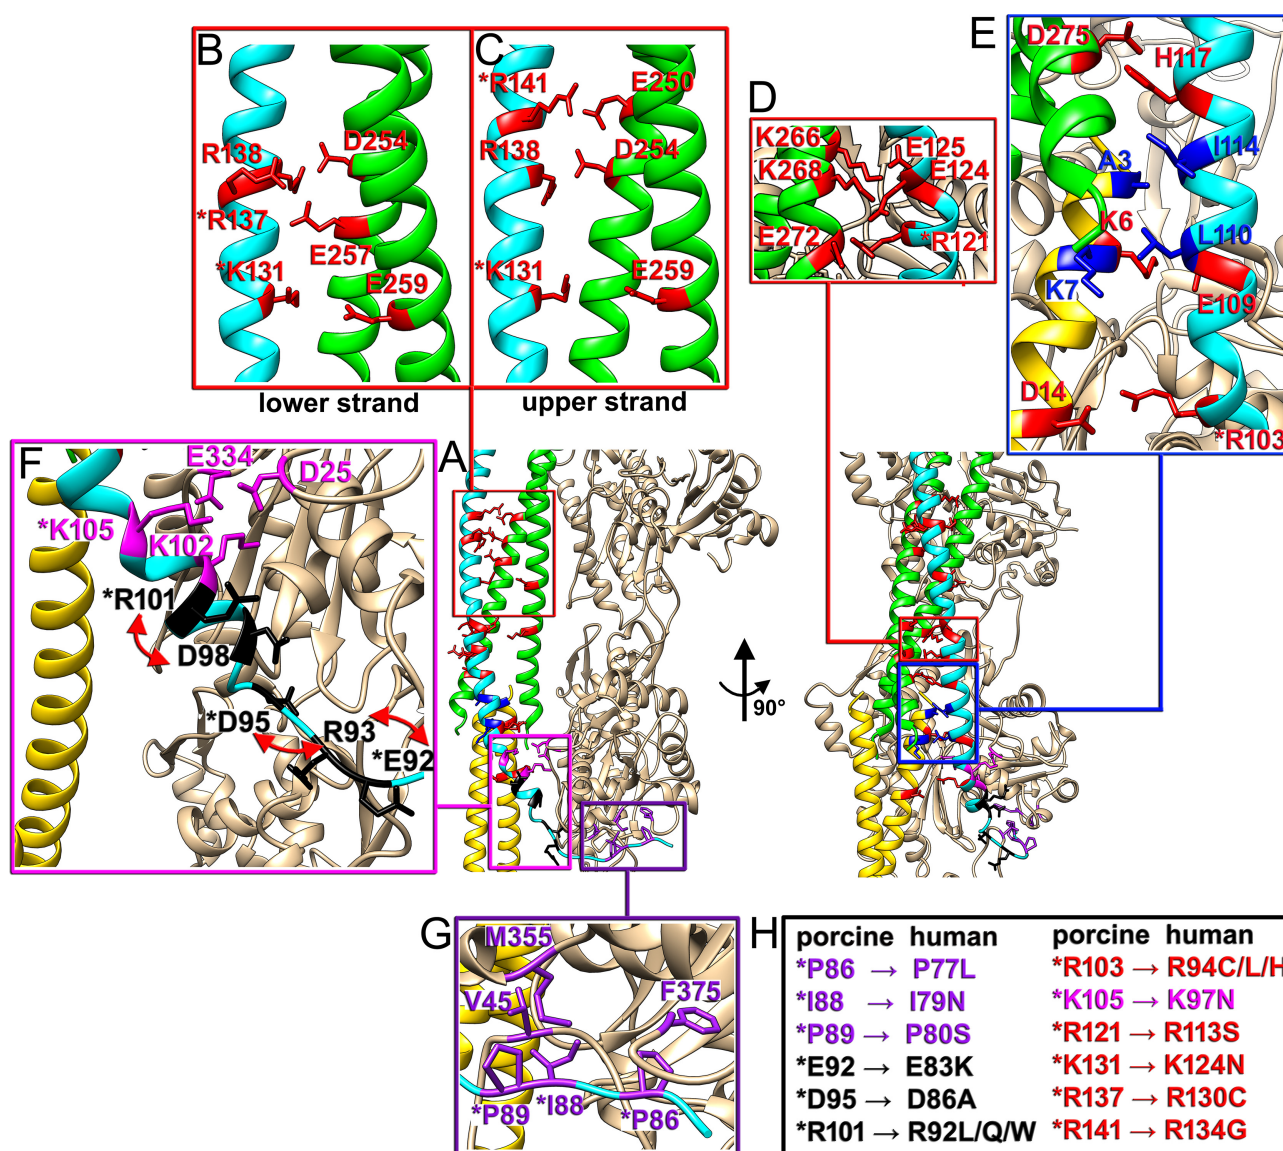 B
R138
D254
*R137
E257
*K131
E259
lower strand
C
*R141
E250
R138
D254
*K131
E259
upper strand
D
K266
E125
K268
E124
E272
*R121
E
D275
H117
I114
A3
K6
L110
K7
E109
D14
*R103
F
E334
D25
*K105
K102
*R101
D98
*D95
R93
*E92
A
90°
G
M355
V45
F375
*P89
*I88
*P86
H
porcine human porcine human
*P86 → P77L *R103 → R94C/L/H
*I88 → I79N *K105 → K97N
*P89 → P80S *R121 → R113S
*E92 → E83K *K131 → K124N
*D95 → D86A *R137 → R130C
*R101 → R92L/Q/W *R141 → R134G